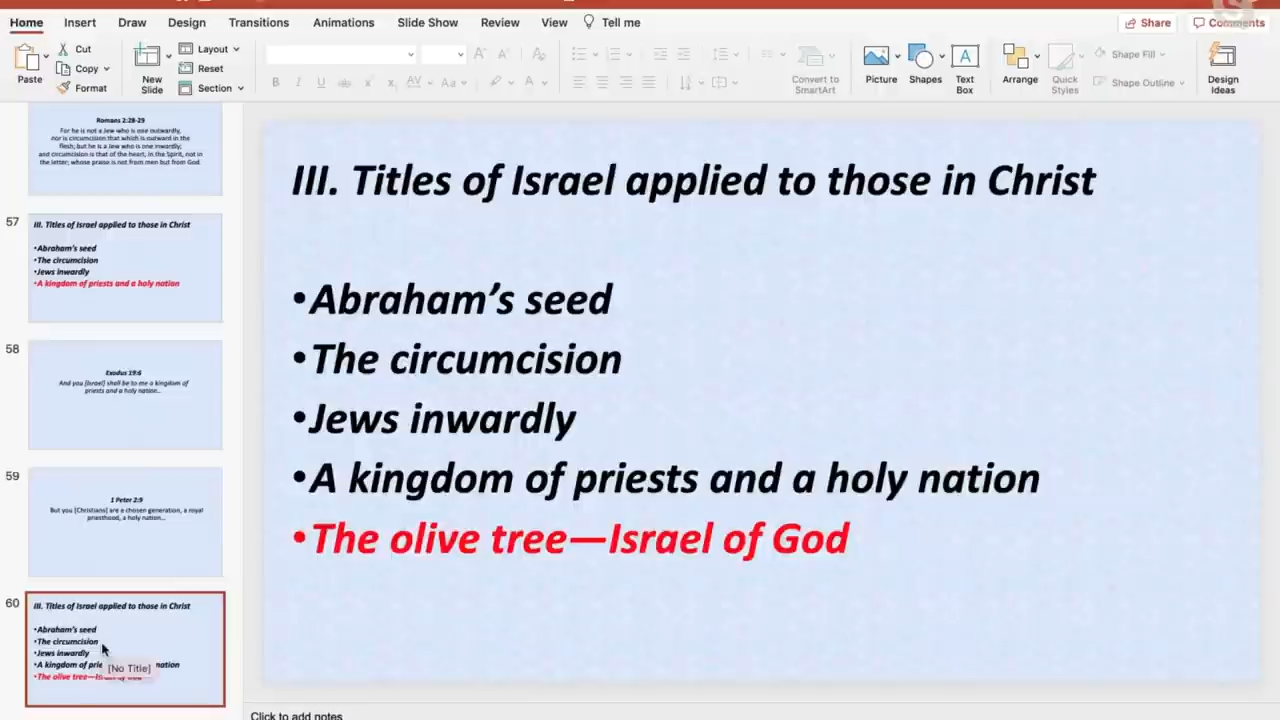 Home Insert Draw Design Transitions Animations Slide Show Review View Tell me Share Comments
Paste Cut Copy Format New Slide Layout Reset Section Convert to SmartArt Picture Shapes Text Box Arrange Quick Styles Shape Fill Shape Outline Design Ideas
Romans 2:28-29
For he is not a Jew who is one outwardly,
nor is circumcision that which is outward in the
flesh; but he is a Jew who is one inwardly;
and circumcision is that of the heart, in the Spirit, not in
the letter; whose praise is not from men but from God.
57
III. Titles of Israel applied to those in Christ
•Abraham's seed
•The circumcision
•Jews inwardly
•A kingdom of priests and a holy nation
58
Exodus 19:6
And you [Israel] shall be to me a kingdom of
priests and a holy nation...
59
1 Peter 2:9
But you [Christians] are a chosen generation, a royal
priesthood, a holy nation...
60
III. Titles of Israel applied to those in Christ
•Abraham's seed
•The circumcision
•Jews inwardly
•A kingdom of nation
[No Title]
•The olive tree—
III. Titles of Israel applied to those in Christ
•Abraham’s seed
•The circumcision
•Jews inwardly
•A kingdom of priests and a holy nation
•The olive tree—Israel of God
Click to add notes